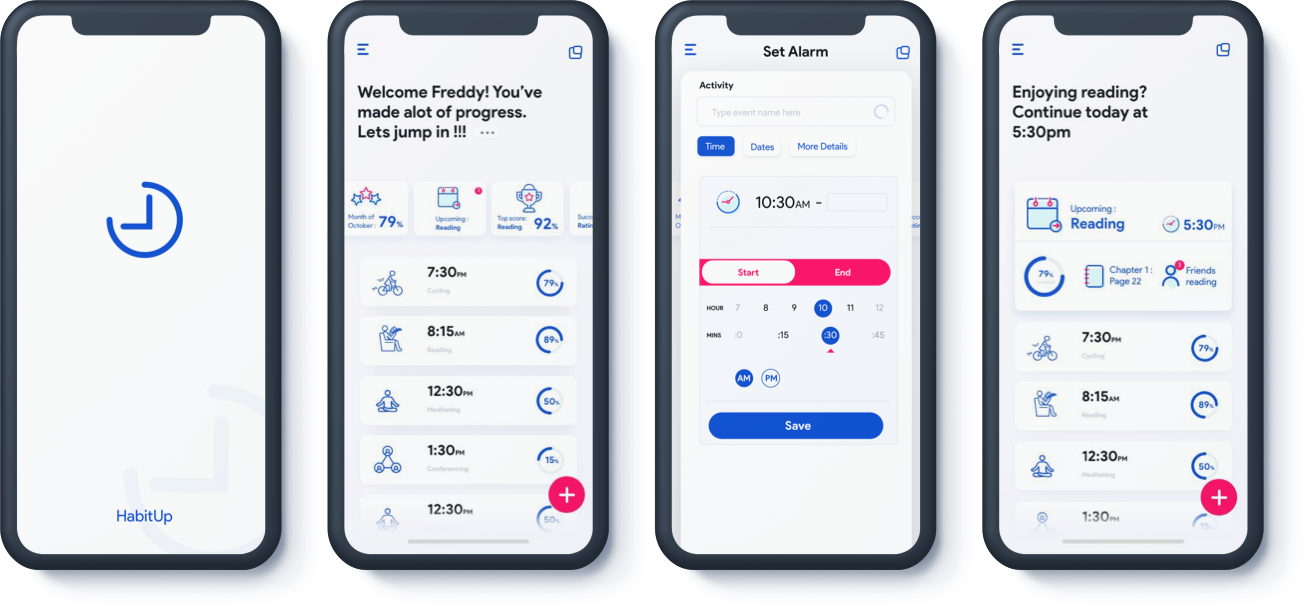 HabitUp
Welcome Freddy! You’ve
made alot of progress.
Lets jump in !!! ...
Month of
October : 79%
3
Upcoming :
Reading
Top score:
Reading 92%
Succ
Ratin
7:30PM
Cycling
79%
8:15AM
Reading
89%
12:30PM
Meditating
50%
1:30PM
Conferencing
15%
12:30PM
50%
+
Set Alarm
Activity
Type event name here
Time
Dates
More Details
10:30AM -
Start
End
HOUR 7 8 9 10 11 12
MINS :0 :15 :30 :45
AM PM
Save
Enjoying reading?
Continue today at
5:30pm
Upcoming :
Reading
5:30PM
79%
Chapter 1 :
Page 22
3
Friends
reading
7:30PM
Cycling
79%
8:15AM
Reading
89%
12:30PM
Meditating
50%
1:30PM
15%
+